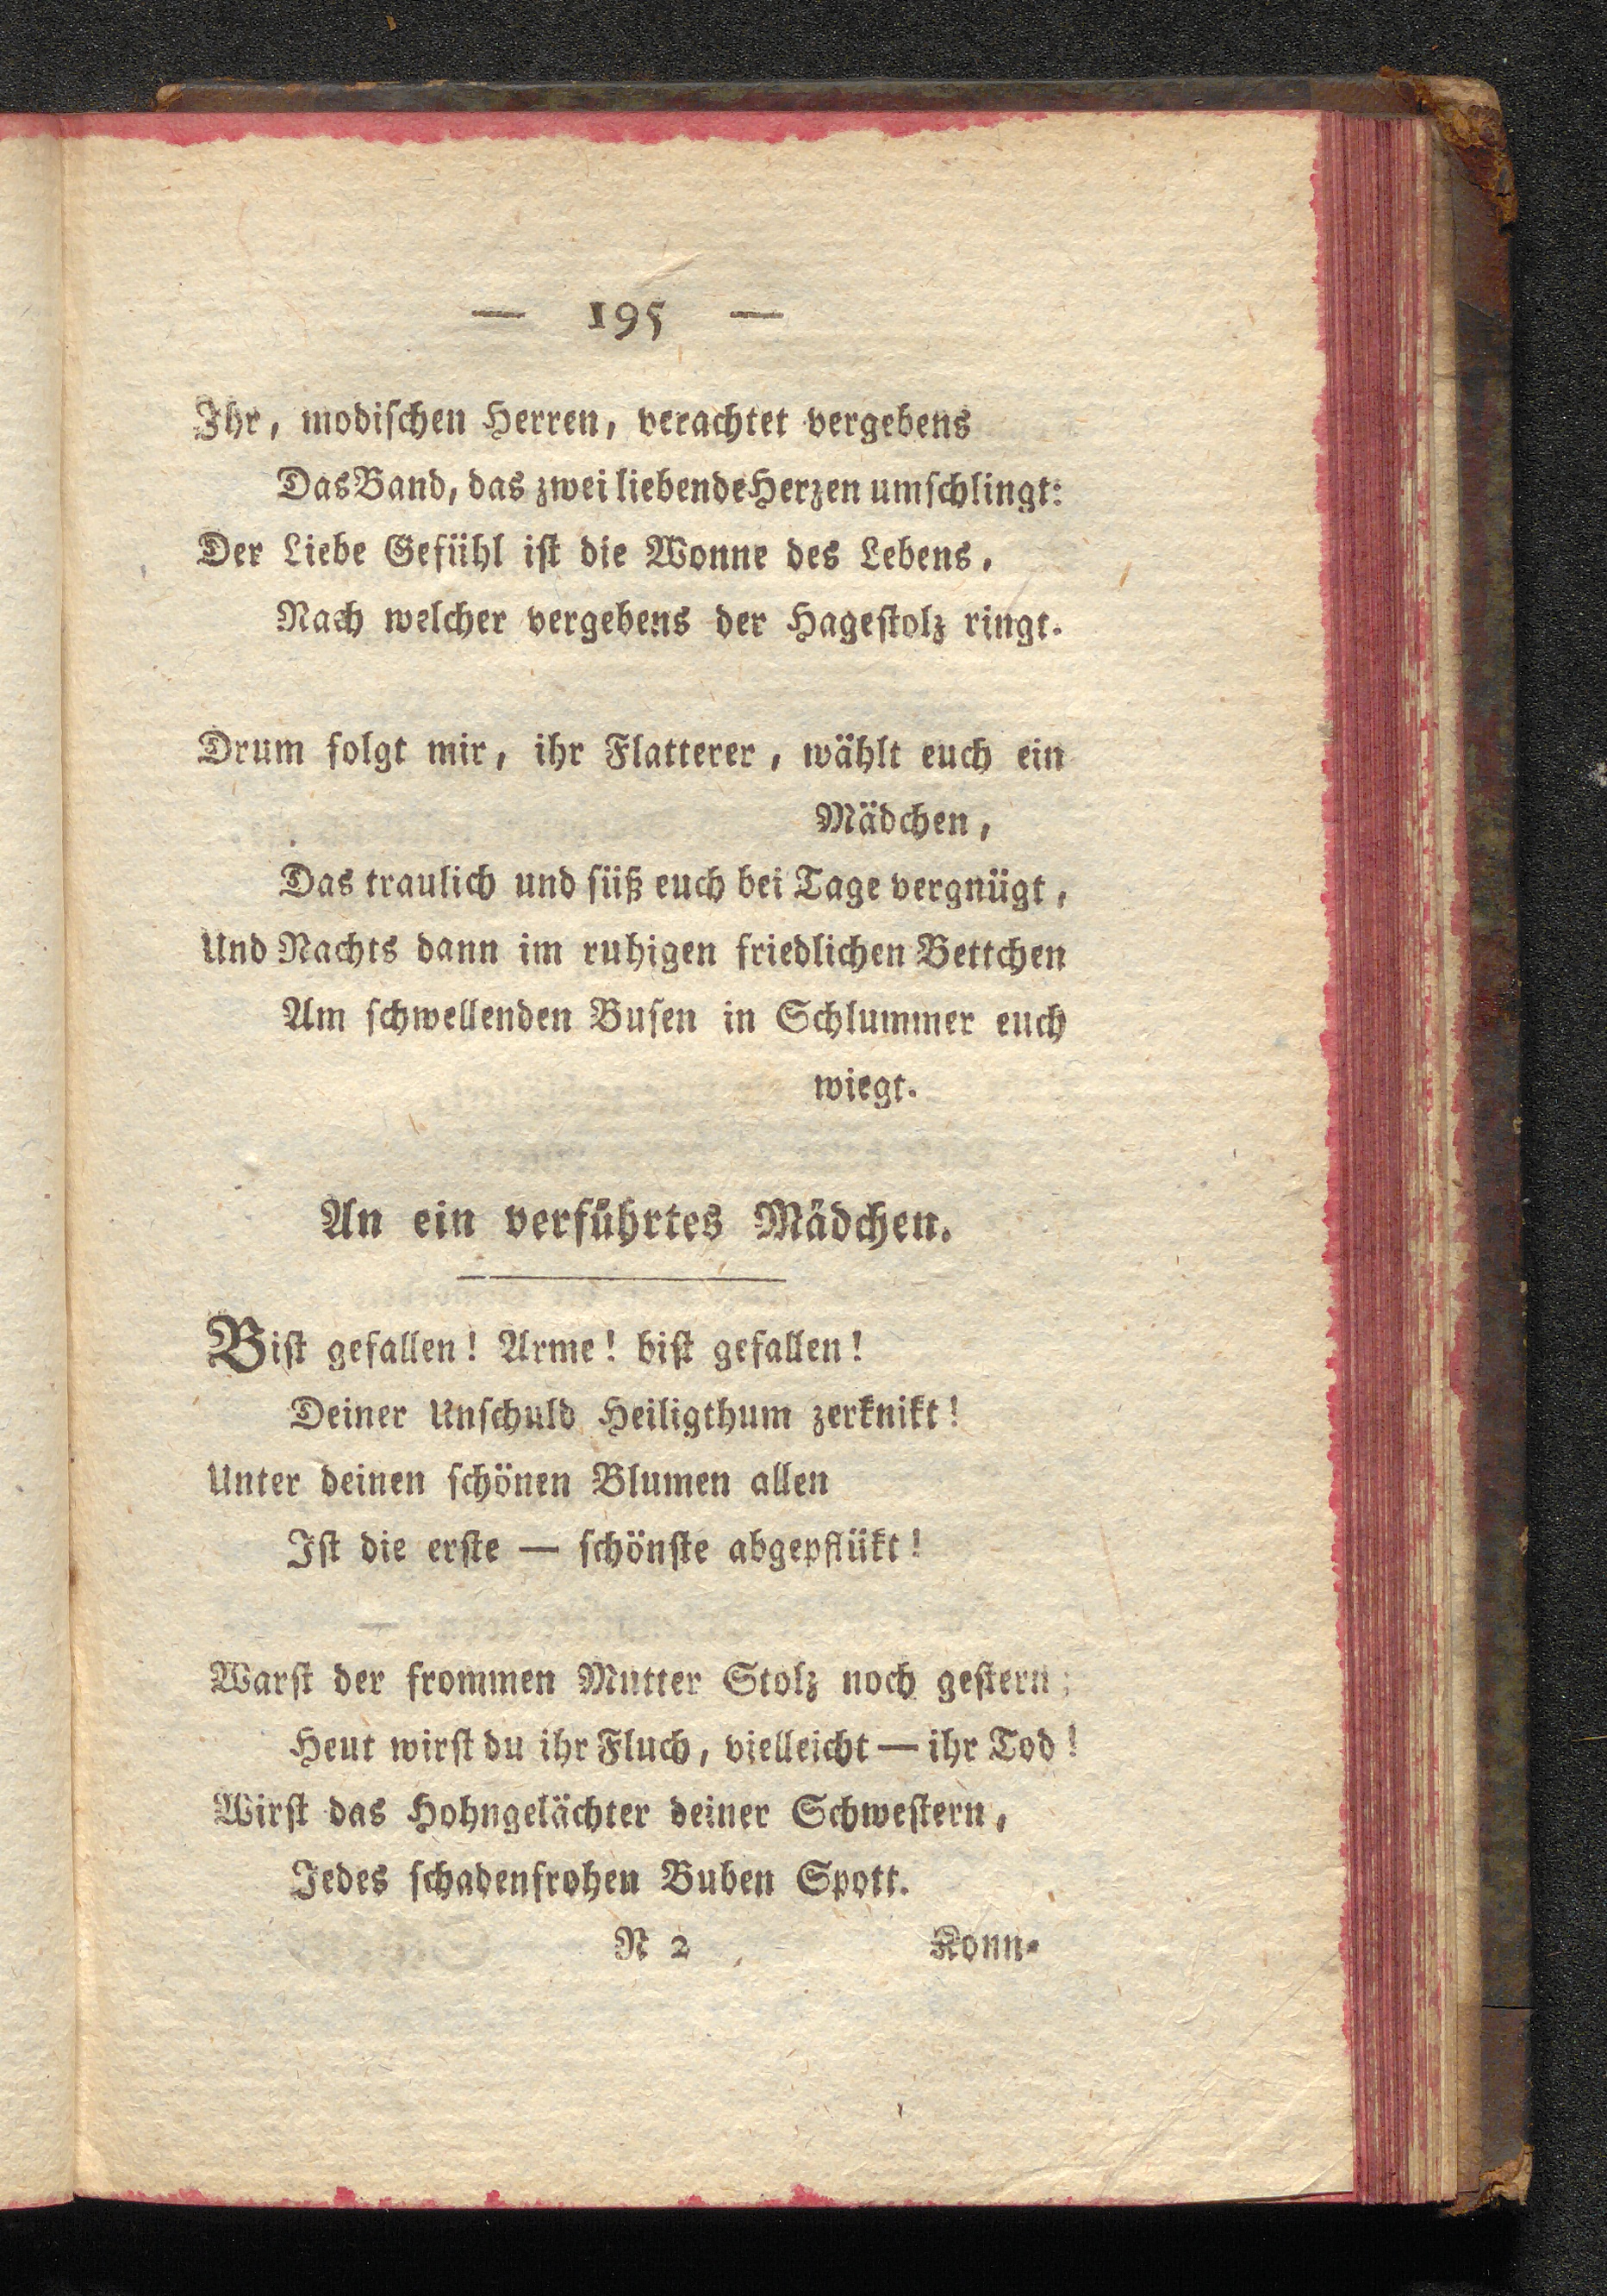 — 195 —
Ihr, modiſchen Herren, verachtet vergebens
Das Band, das zwei liebende Herzen umſchlingt:
Der Liebe Gefühl iſt die Wonne des Lebens,
Nach welcher vergebens der Hageſtolz ringt.
Drum folgt mir, ihr Flatterer, wählt euch ein
Mädchen,
Das traulich und ſüß euch bei Tage vergnügt,
Und Nachts dann im ruhigen friedlichen Bettchen
Am ſchwellenden Buſen in Schlummer euch
wiegt.
An ein verführtes Mädchen.
Biſt gefallen! Arme! biſt gefallen!
Deiner Unſchuld Heiligthum zerknikt!
Unter deinen ſchönen Blumen allen
Iſt die erſte — ſchönſte abgepflükt!
Warſt der frommen Mutter Stolz noch geſtern;
Heut wirſt du ihr Fluch, vielleicht — ihr Tod!
Wirſt das Hohngelächter deiner Schweſtern,
Jedes ſchadenfrohen Buben Spott.
N 2 Konn-